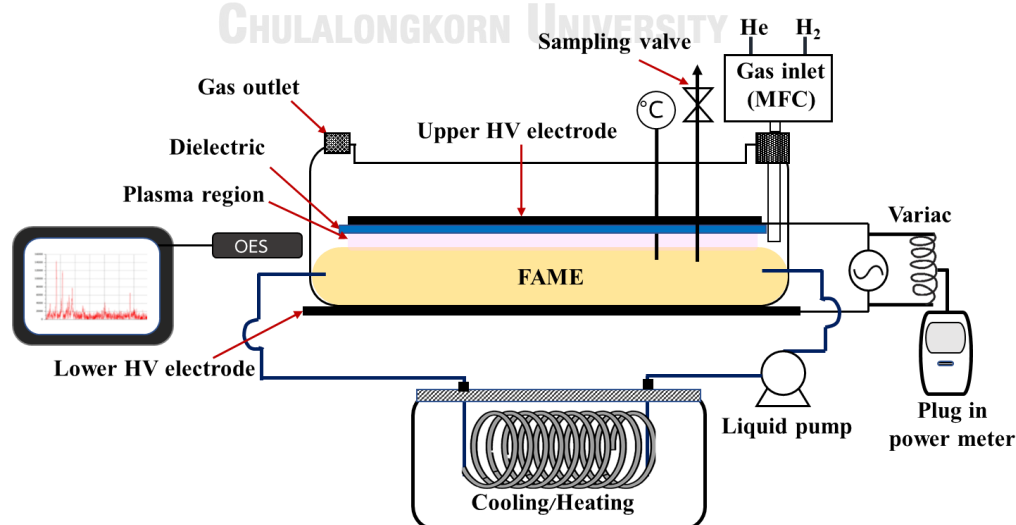 CHULALONGKORN UNIVERSITY
He H₂
Sampling valve
Gas inlet
(MFC)
Gas outlet
°C
Upper HV electrode
Dielectric
Plasma region
Variac
OES
FAME
Lower HV electrode
Liquid pump
Plug in
power meter
Cooling/Heating